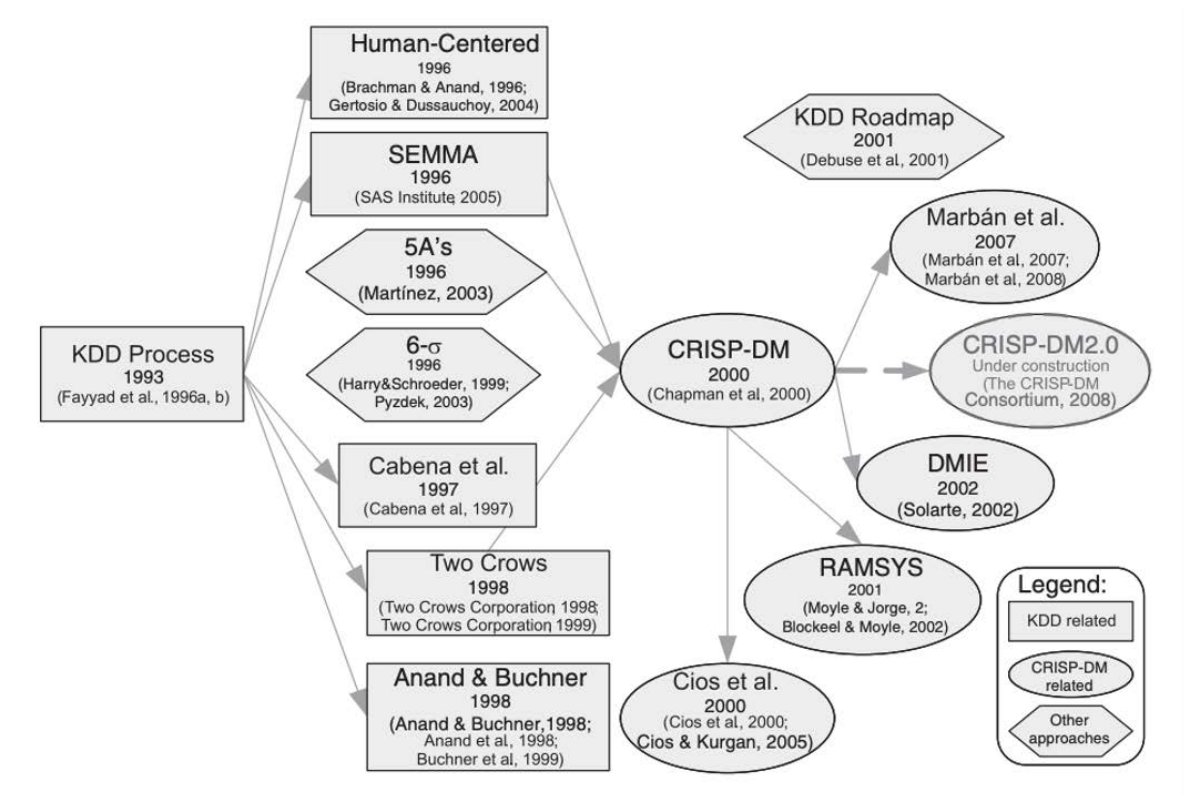 Human-Centered
1996
(Brachman & Anand, 1996;
Gertosio & Dussauchoy, 2004)
SEMMA
1996
(SAS Institute, 2005)
5A's
1996
(Martínez, 2003)
6-σ
1996
(Harry&Schroeder, 1999;
Pyzdek, 2003)
KDD Process
1993
(Fayyad et al., 1996a, b)
Cabena et al.
1997
(Cabena et al, 1997)
Two Crows
1998
(Two Crows Corporation 1998;
Two Crows Corporation 1999)
Anand & Buchner
1998
(Anand & Buchner,1998;
Anand et al, 1998;
Buchner et al, 1999)
KDD Roadmap
2001
(Debuse et al, 2001)
Marbán et al.
2007
(Marbán et al, 2007;
Marbán et al, 2008)
CRISP-DM
2000
(Chapman et al, 2000)
CRISP-DM2.0
Under construction
(The CRISP-DM
Consortium, 2008)
DMIE
2002
(Solarte, 2002)
RAMSYS
2001
(Moyle & Jorge, 2;
Blockeel & Moyle, 2002)
Cios et al.
2000
(Cios et al, 2000;
Cios & Kurgan, 2005)
Legend:
KDD related
CRISP-DM
related
Other
approaches